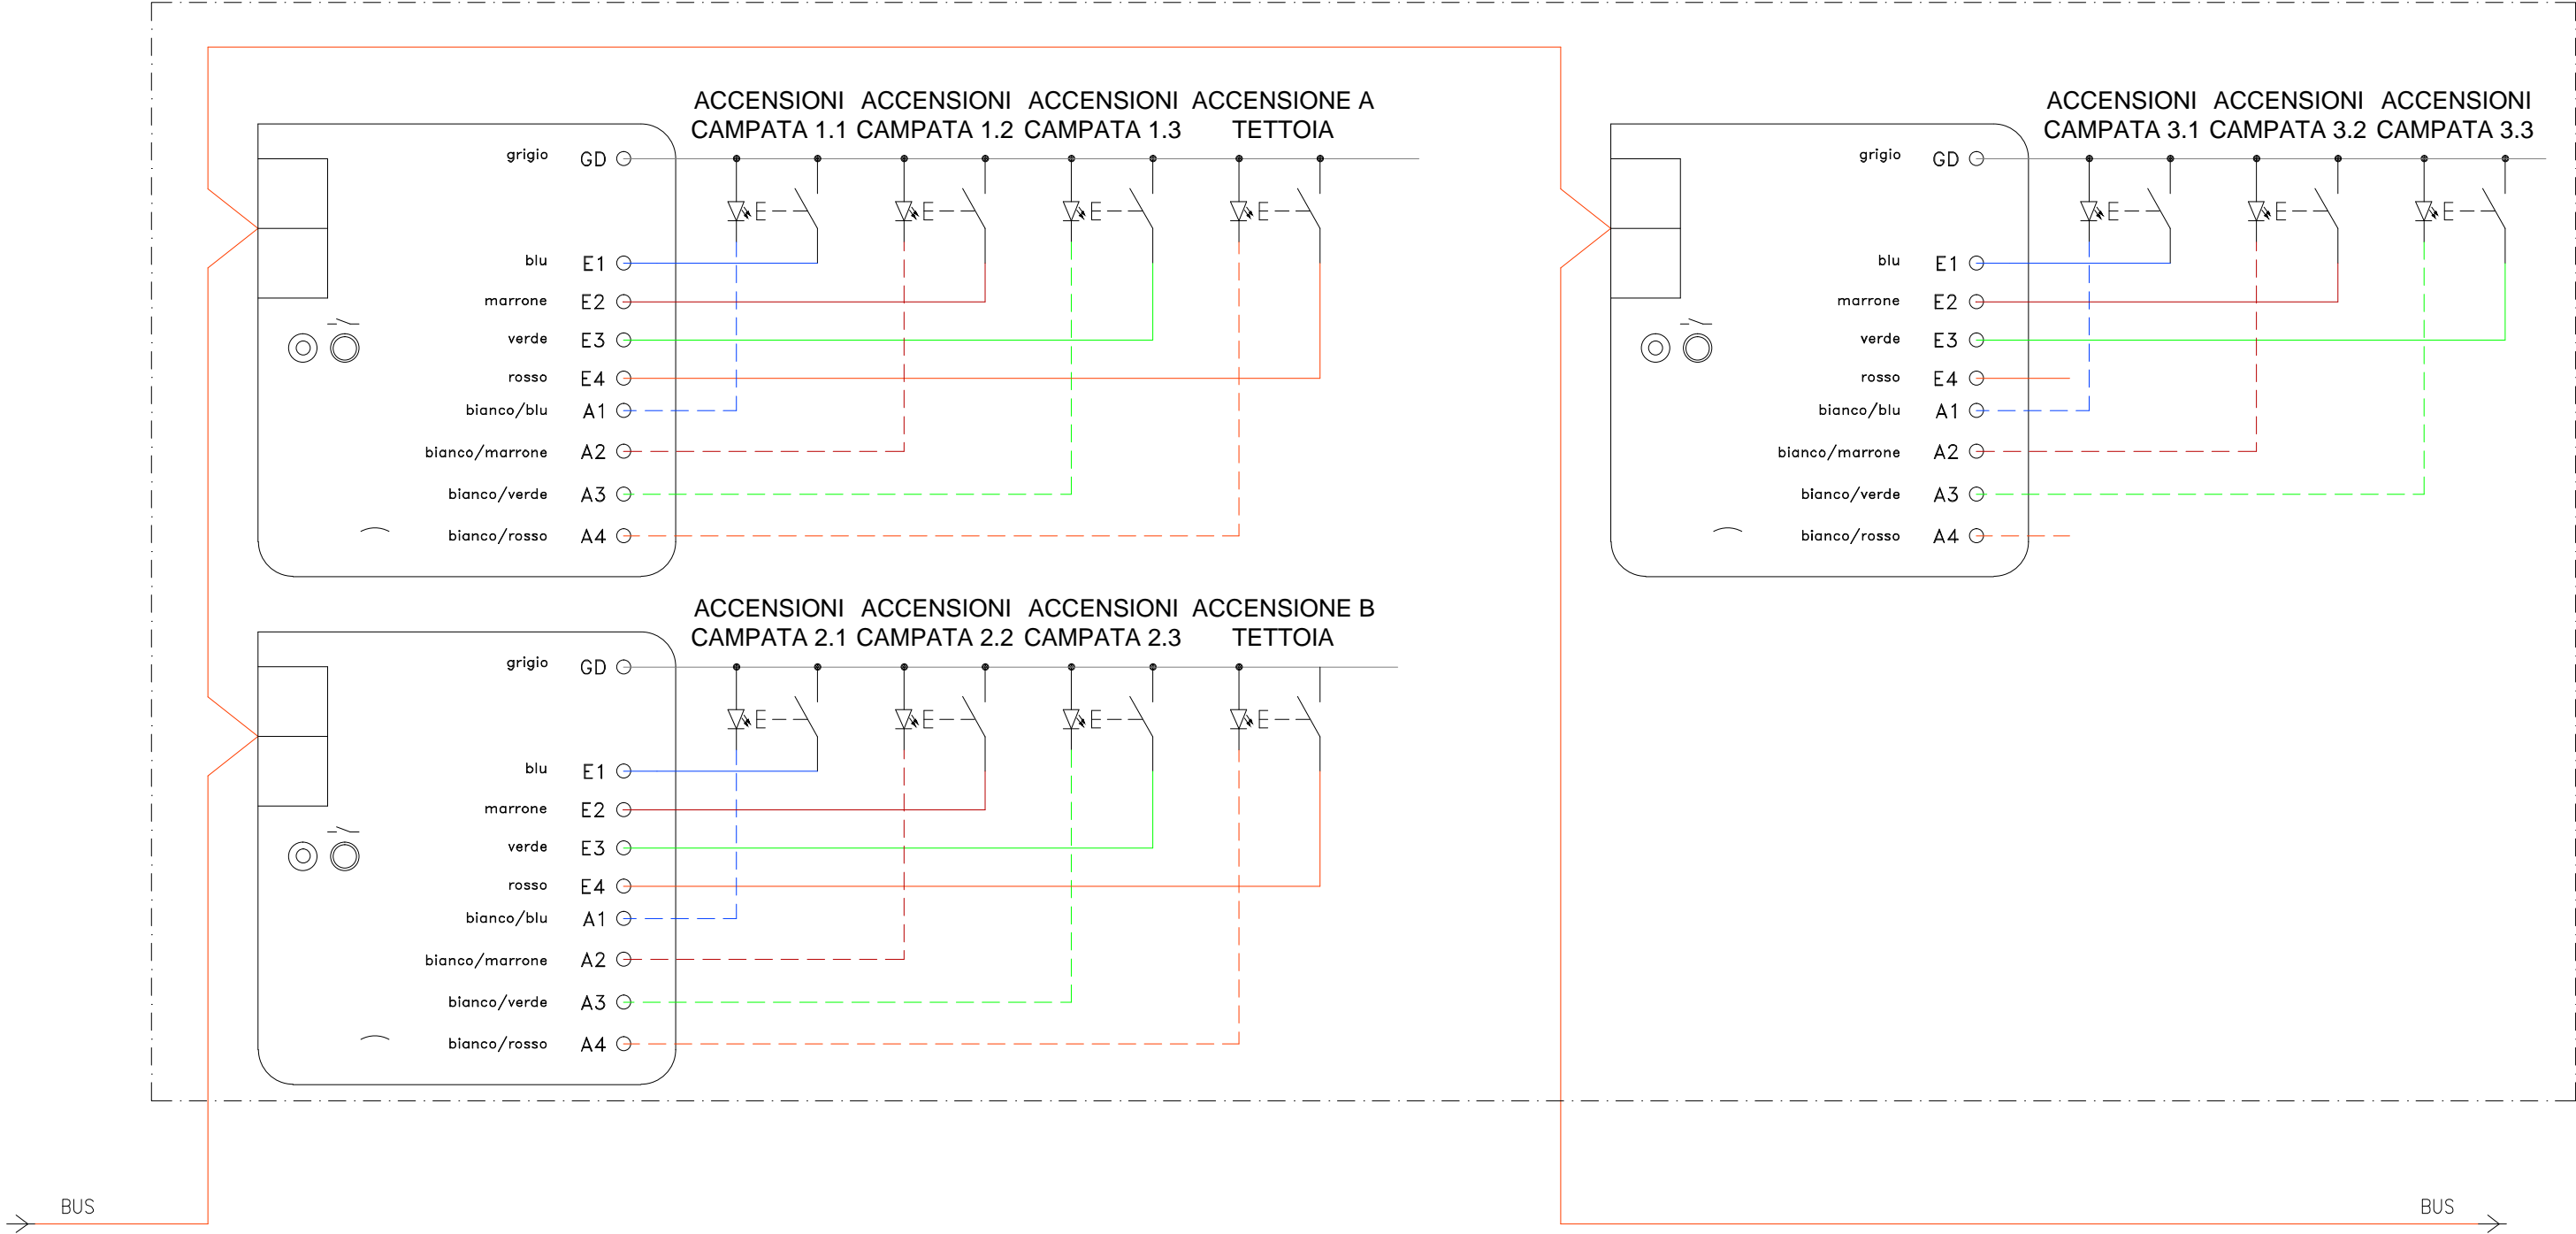 ACCENSIONI CAMPATA 1.1
ACCENSIONI CAMPATA 1.2
ACCENSIONI CAMPATA 1.3
ACCENSIONE A TETTOIA
grigio GD
blu E1
marrone E2
verde E3
rosso E4
bianco/blu A1
bianco/marrone A2
bianco/verde A3
bianco/rosso A4
ACCENSIONI CAMPATA 3.1
ACCENSIONI CAMPATA 3.2
ACCENSIONI CAMPATA 3.3
grigio GD
blu E1
marrone E2
verde E3
rosso E4
bianco/blu A1
bianco/marrone A2
bianco/verde A3
bianco/rosso A4
ACCENSIONI CAMPATA 2.1
ACCENSIONI CAMPATA 2.2
ACCENSIONI CAMPATA 2.3
ACCENSIONE B TETTOIA
grigio GD
blu E1
marrone E2
verde E3
rosso E4
bianco/blu A1
bianco/marrone A2
bianco/verde A3
bianco/rosso A4
BUS
BUS